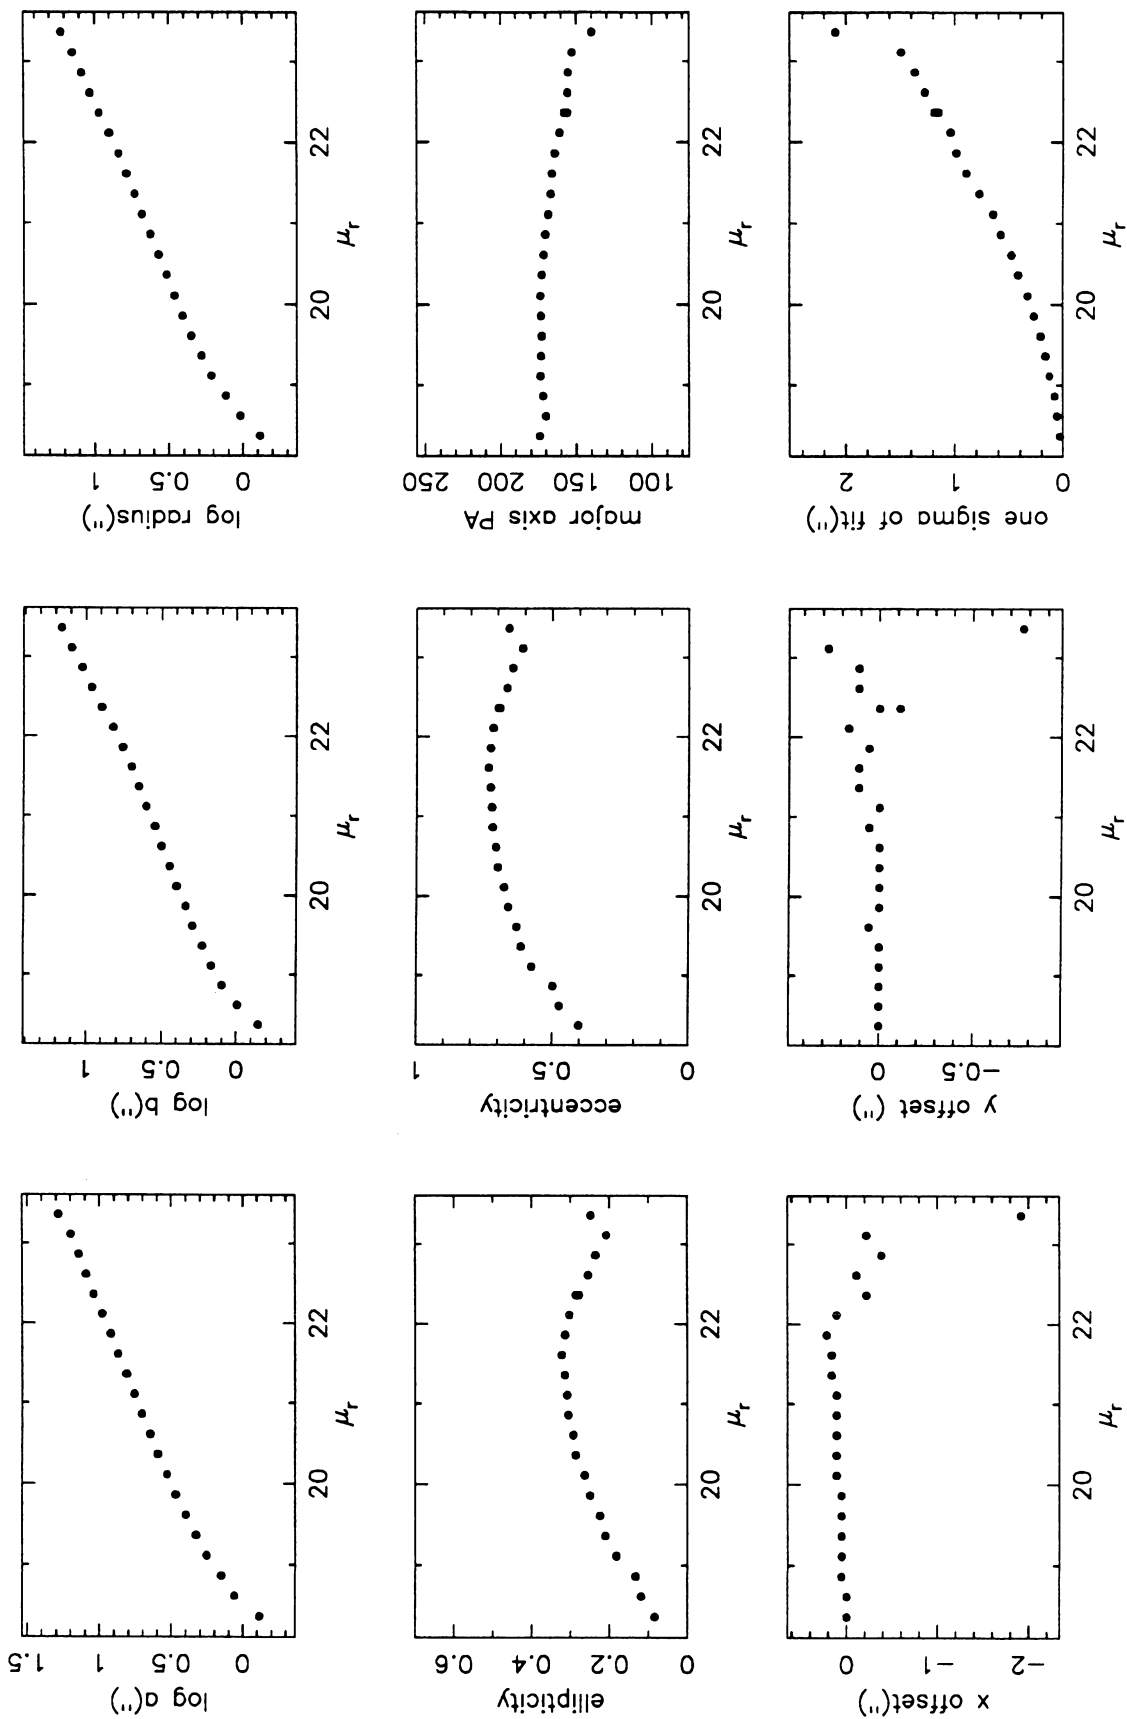 log a('')
1.5
1
0.5
0
20 22
μr
log b('')
1
0.5
0
20 22
μr
log radius('')
1
0.5
0
20 22
μr
ellipticity
0.6
0.4
0.2
0
20 22
μr
eccentricity
1
0.5
0
20 22
μr
major axis PA
250
200
150
100
20 22
μr
x offset('')
0
−1
−2
20 22
μr
y offset ('')
0
−0.5
20 22
μr
one sigma of fit('')
2
1
0
20 22
μr